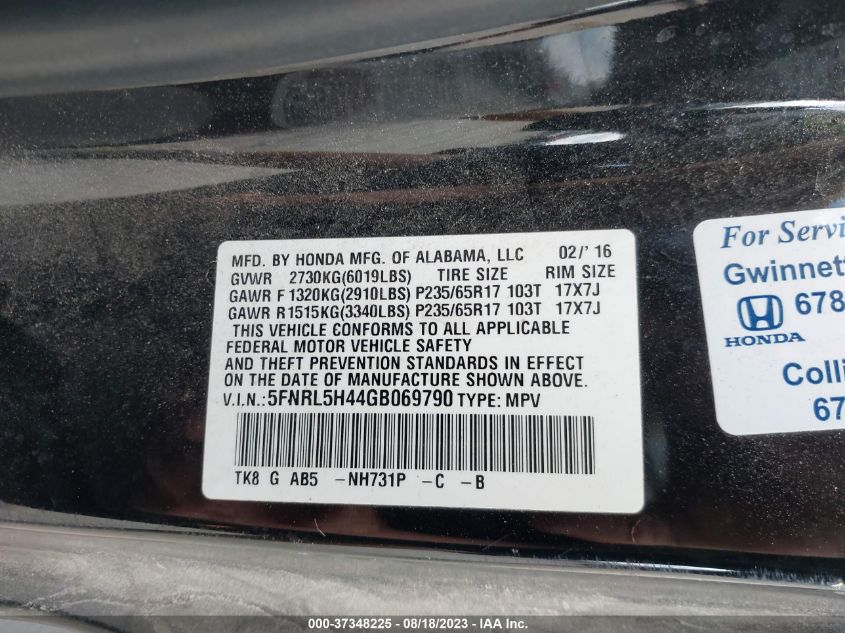 MFD. BY HONDA MFG. OF ALABAMA, LLC 02/' 16
GVWR 2730KG(6019LBS) TIRE SIZE RIM SIZE
GAWR F 1320KG(2910LBS) P235/65R17 103T 17X7J
GAWR R1515KG(3340LBS) P235/65R17 103T 17X7J
THIS VEHICLE CONFORMS TO ALL APPLICABLE
FEDERAL MOTOR VEHICLE SAFETY
AND THEFT PREVENTION STANDARDS IN EFFECT
ON THE DATE OF MANUFACTURE SHOWN ABOVE.
V.I.N.: 5FNRL5H44GB069790 TYPE: MPV
TK8 G AB5 -NH731P -C -B
For Servi
Gwinnett
678
HONDA
Colli
67
000-37348225 - 08/18/2023 - IAA Inc.